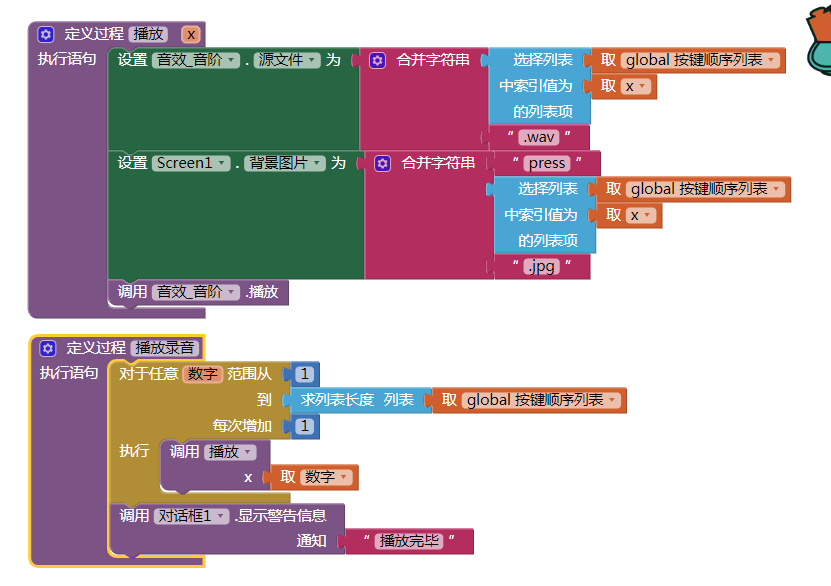 定义过程 播放 x
执行语句 设置 音效_音阶 . 源文件 为 合并字符串 选择列表 取 global 按键顺序列表
中索引值为 取 x
的列表项
" .wav "
设置 Screen1 . 背景图片 为 合并字符串 " press "
选择列表 取 global 按键顺序列表
中索引值为 取 x
的列表项
" .jpg "
调用 音效_音阶 .播放
定义过程 播放录音
执行语句 对于任意 数字 范围从 1
到 求列表长度 列表 取 global 按键顺序列表
每次增加 1
执行 调用 播放
x 取 数字
调用 对话框1 .显示警告信息
通知 " 播放完毕 "